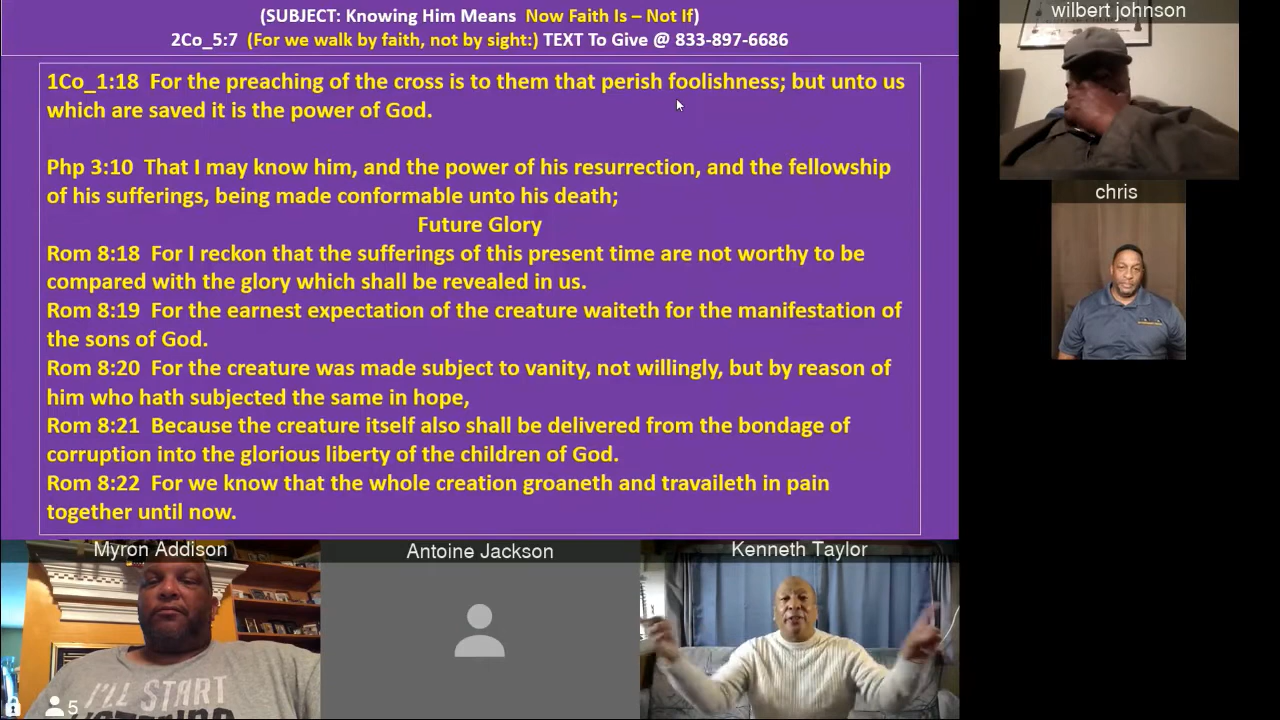 (SUBJECT: Knowing Him Means Now Faith Is – Not If)
2Co_5:7 (For we walk by faith, not by sight:) TEXT To Give @ 833-897-6686
1Co_1:18 For the preaching of the cross is to them that perish foolishness; but unto us
which are saved it is the power of God.
Php 3:10 That I may know him, and the power of his resurrection, and the fellowship
of his sufferings, being made conformable unto his death;
Future Glory
Rom 8:18 For I reckon that the sufferings of this present time are not worthy to be
compared with the glory which shall be revealed in us.
Rom 8:19 For the earnest expectation of the creature waiteth for the manifestation of
the sons of God.
Rom 8:20 For the creature was made subject to vanity, not willingly, but by reason of
him who hath subjected the same in hope,
Rom 8:21 Because the creature itself also shall be delivered from the bondage of
corruption into the glorious liberty of the children of God.
Rom 8:22 For we know that the whole creation groaneth and travaileth in pain
together until now.
wilbert johnson
chris
Myron Addison
Antoine Jackson
Kenneth Taylor
I'LL START
5